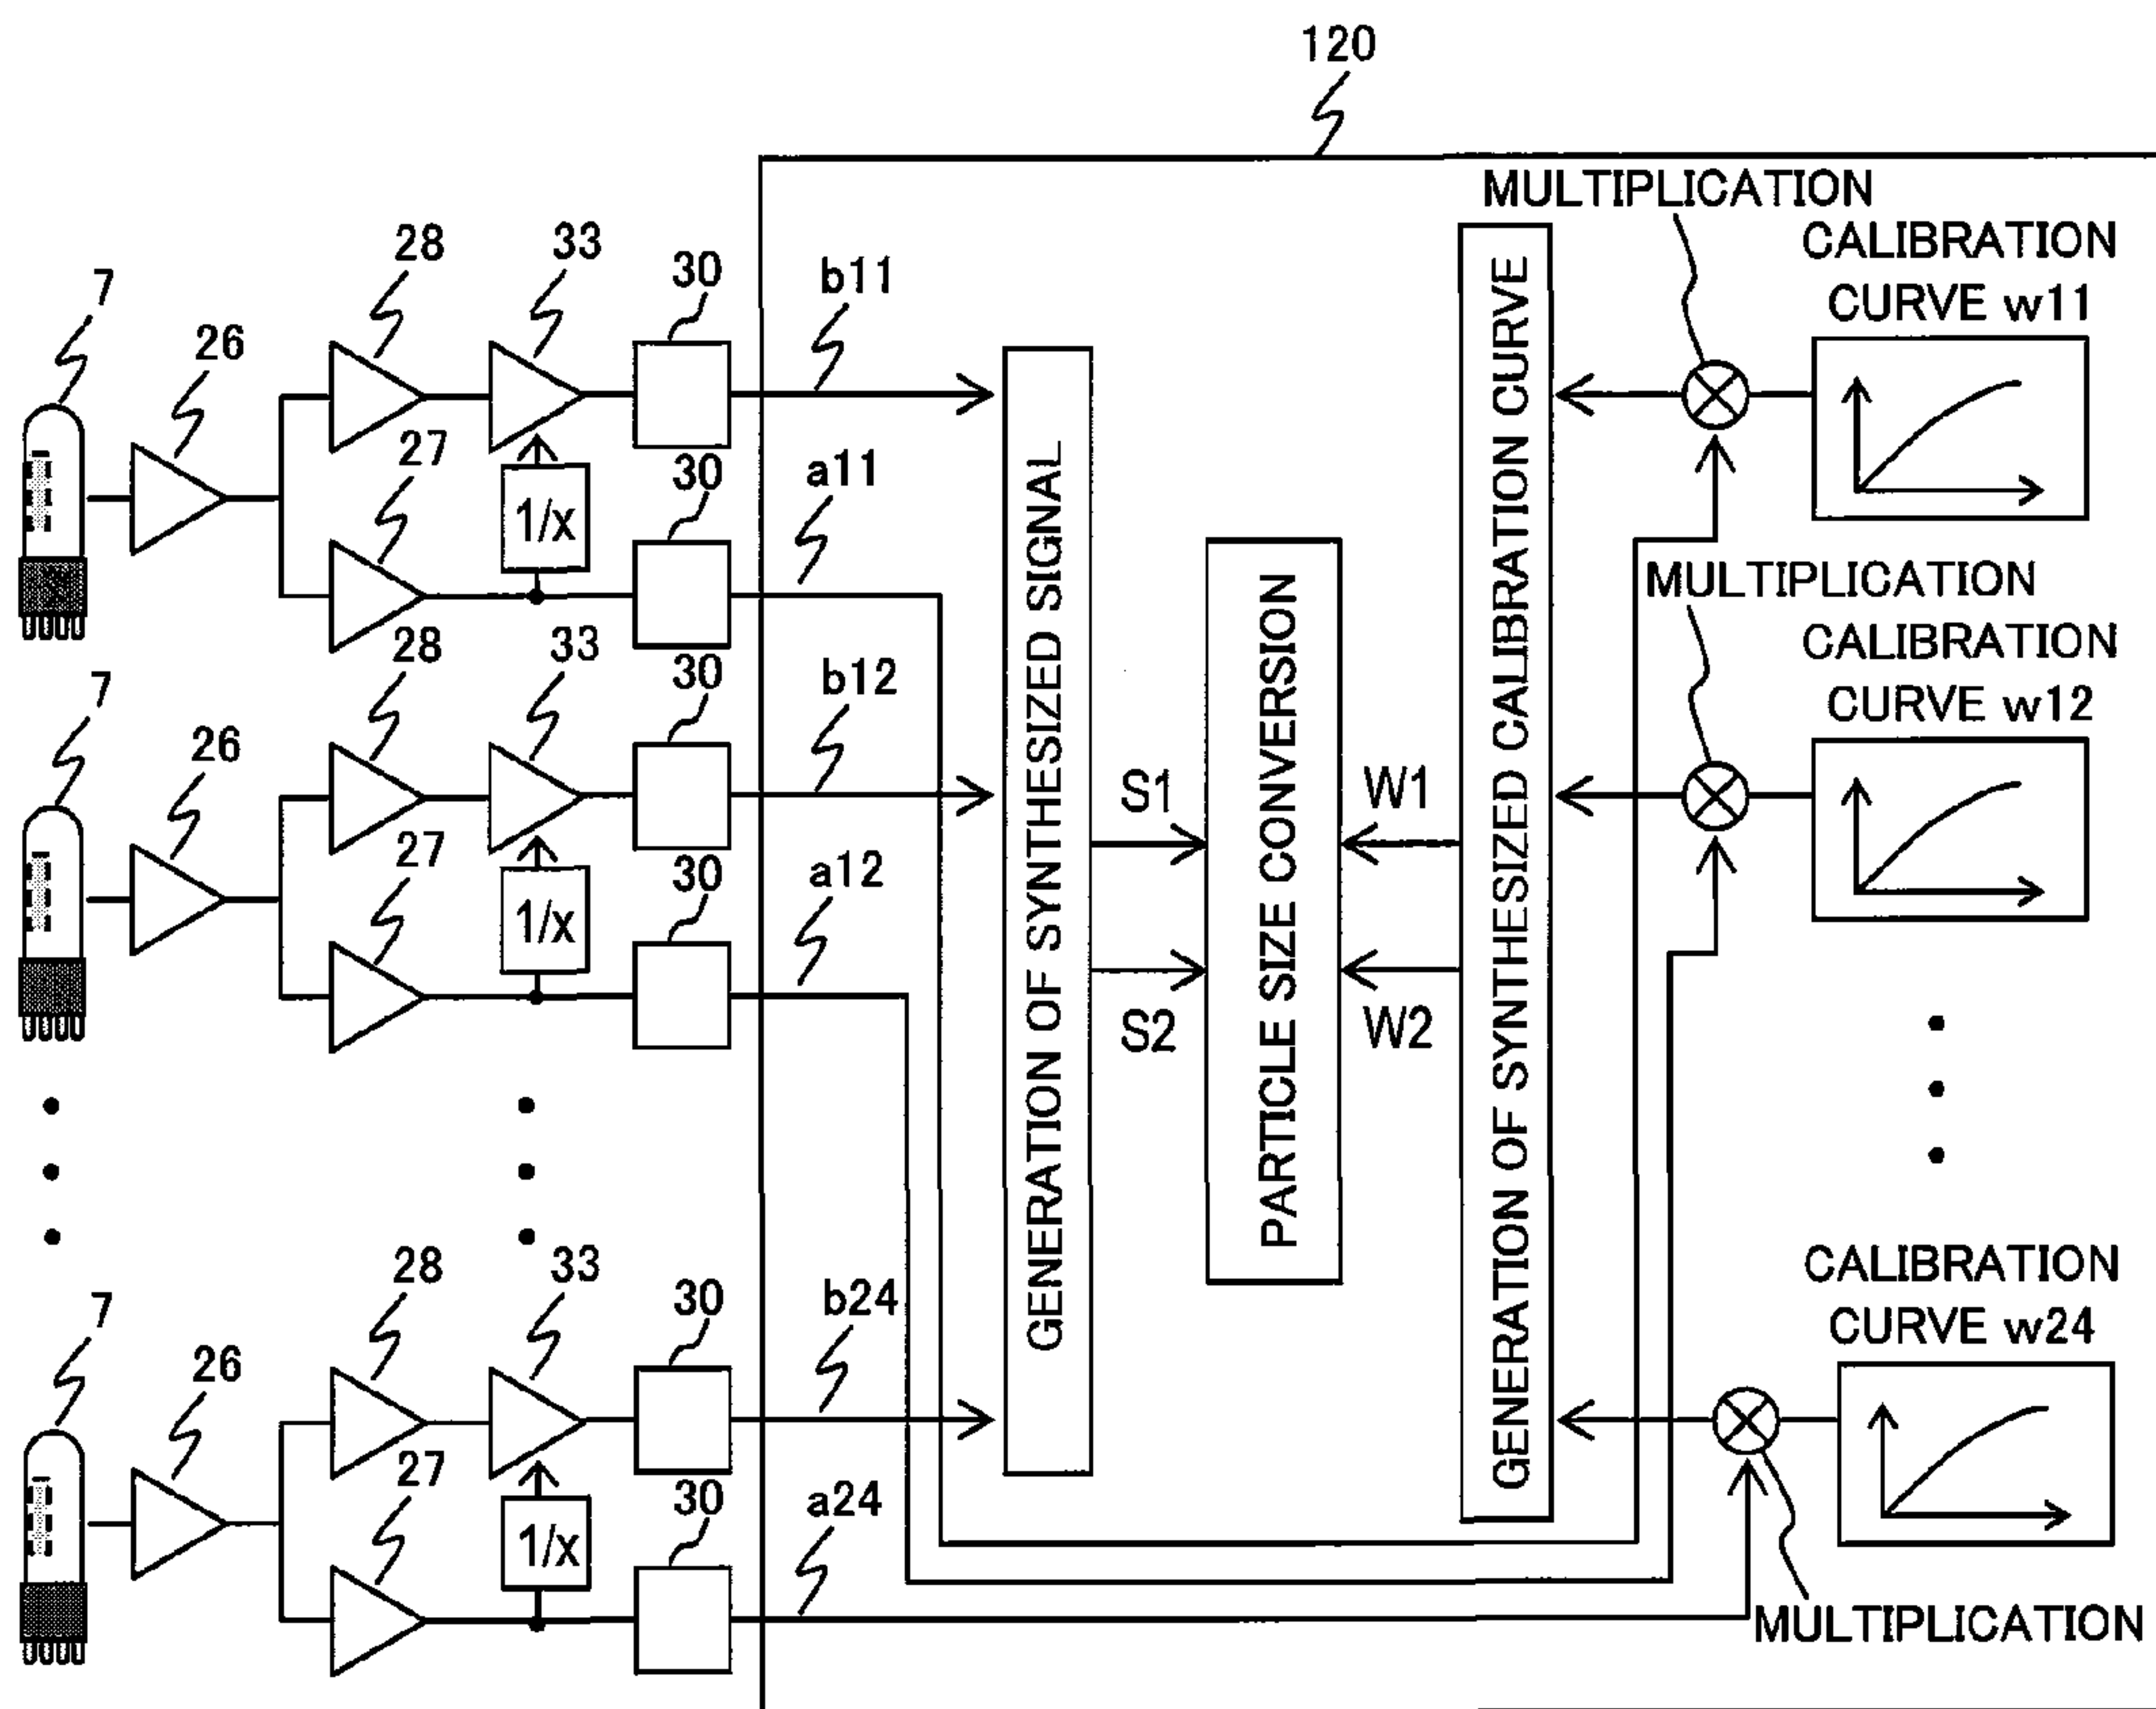 120
MULTIPLICATION
CALIBRATION
CURVE w11
7
26
28
33
30
b11
27
1/x
30
a11
MULTIPLICATION
CALIBRATION
CURVE w12
7
26
28
33
30
b12
27
1/x
30
a12
GENERATION OF SYNTHESIZED SIGNAL
S1
S2
PARTICLE SIZE CONVERSION
W1
W2
GENERATION OF SYNTHESIZED CALIBRATION CURVE
CALIBRATION
CURVE w24
7
26
28
33
30
b24
27
1/x
30
a24
MULTIPLICATION